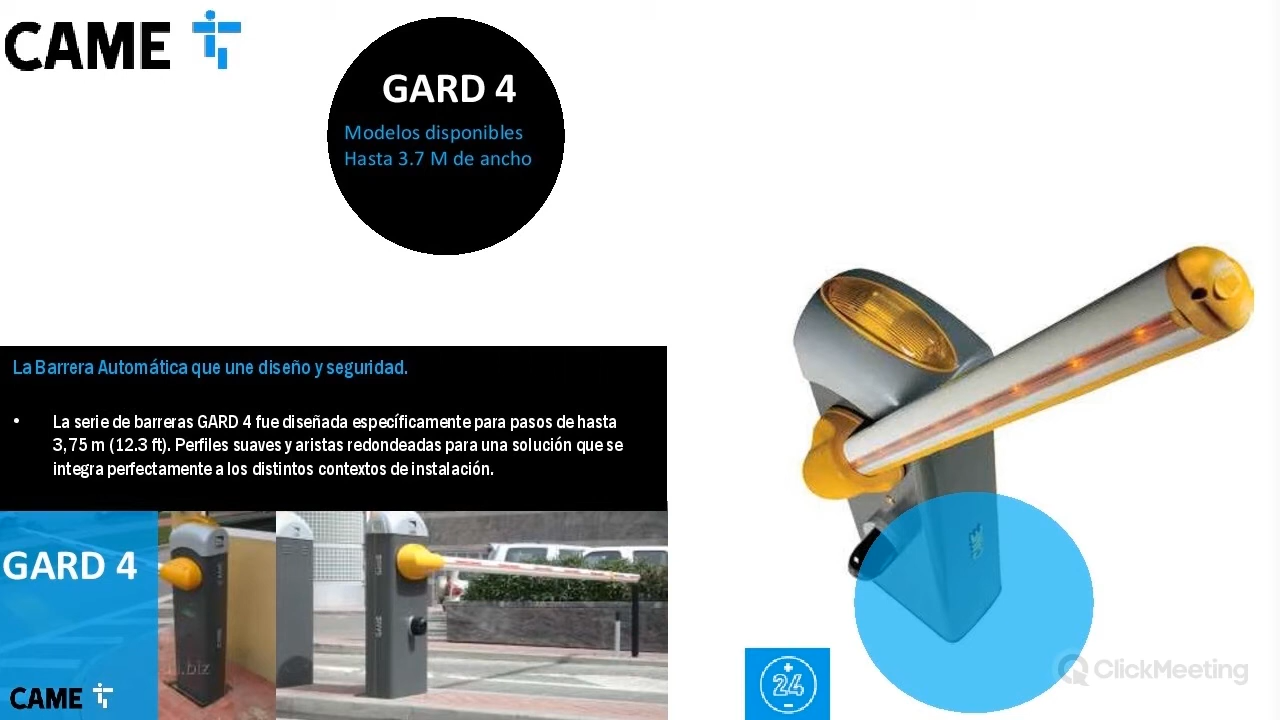 CAME
GARD 4
Modelos disponibles
Hasta 3.7 M de ancho
La Barrera Automática que une diseño y seguridad.
• La serie de barreras GARD 4 fue diseñada específicamente para pasos de hasta
3,75 m (12.3 ft). Perfiles suaves y aristas redondeadas para una solución que se
integra perfectamente a los distintos contextos de instalación.
GARD 4
CAME
+
24
-
ClickMeeting